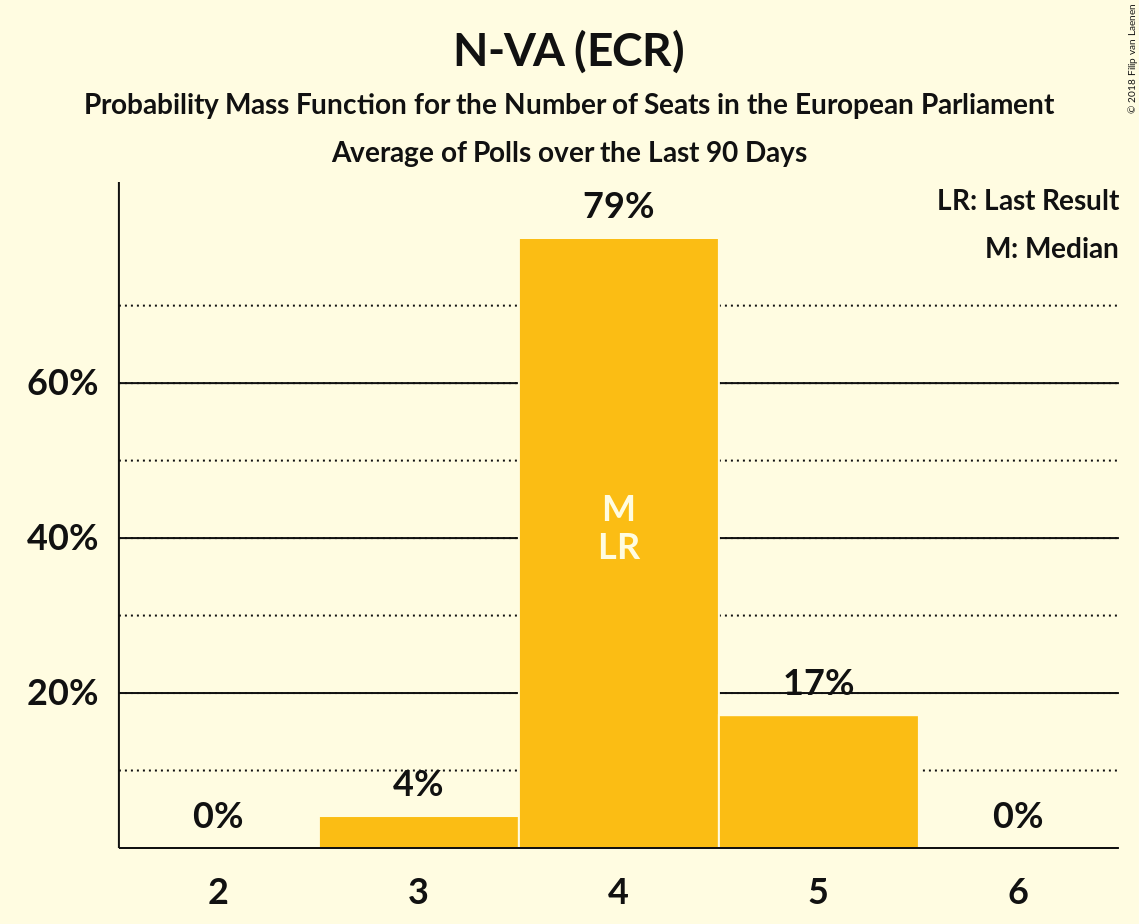 N-VA (ECR)
Probability Mass Function for the Number of Seats in the European Parliament
Average of Polls over the Last 90 Days
© 2018 Filip van Laenen
LR: Last Result
M: Median
79%
60%
M
40%
LR
17%
20%
4%
0%
0%
2 3 4 5 6